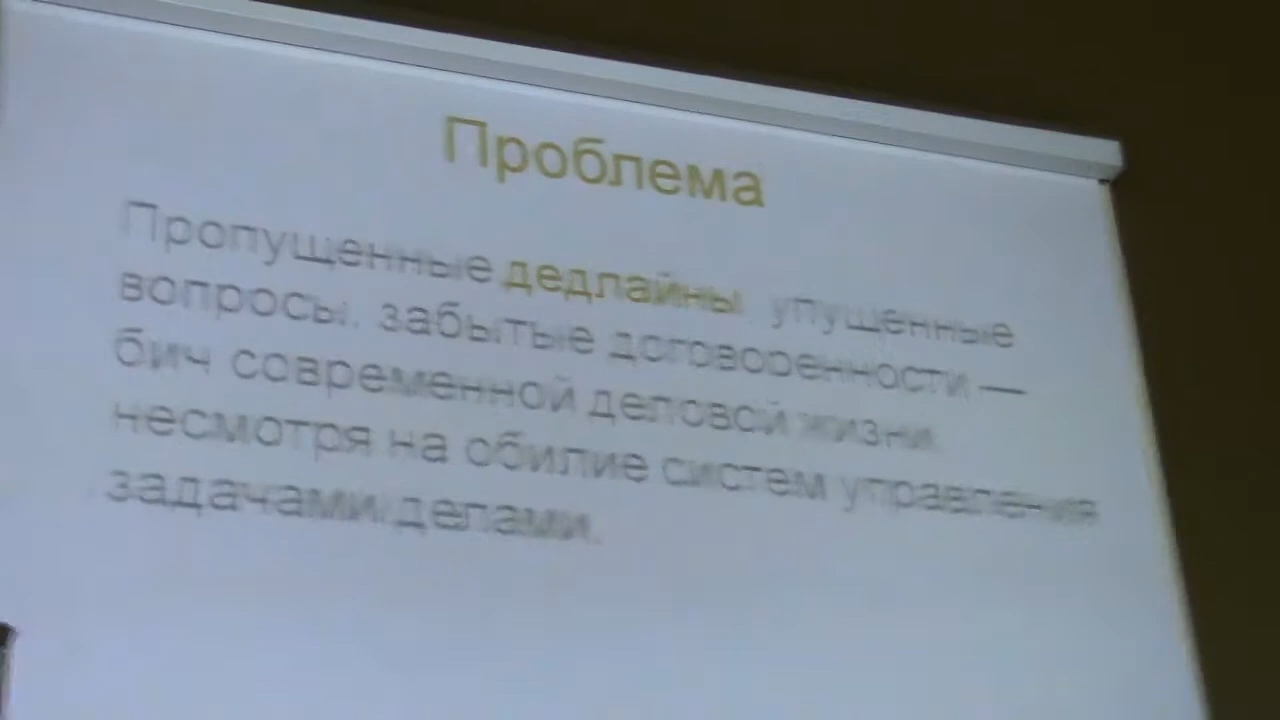 Проблема
Пропущенные дедлайны, упущенные
вопросы, забытые договоренности —
бич современной деловой жизни
несмотря на обилие систем управления
задачами/делами.